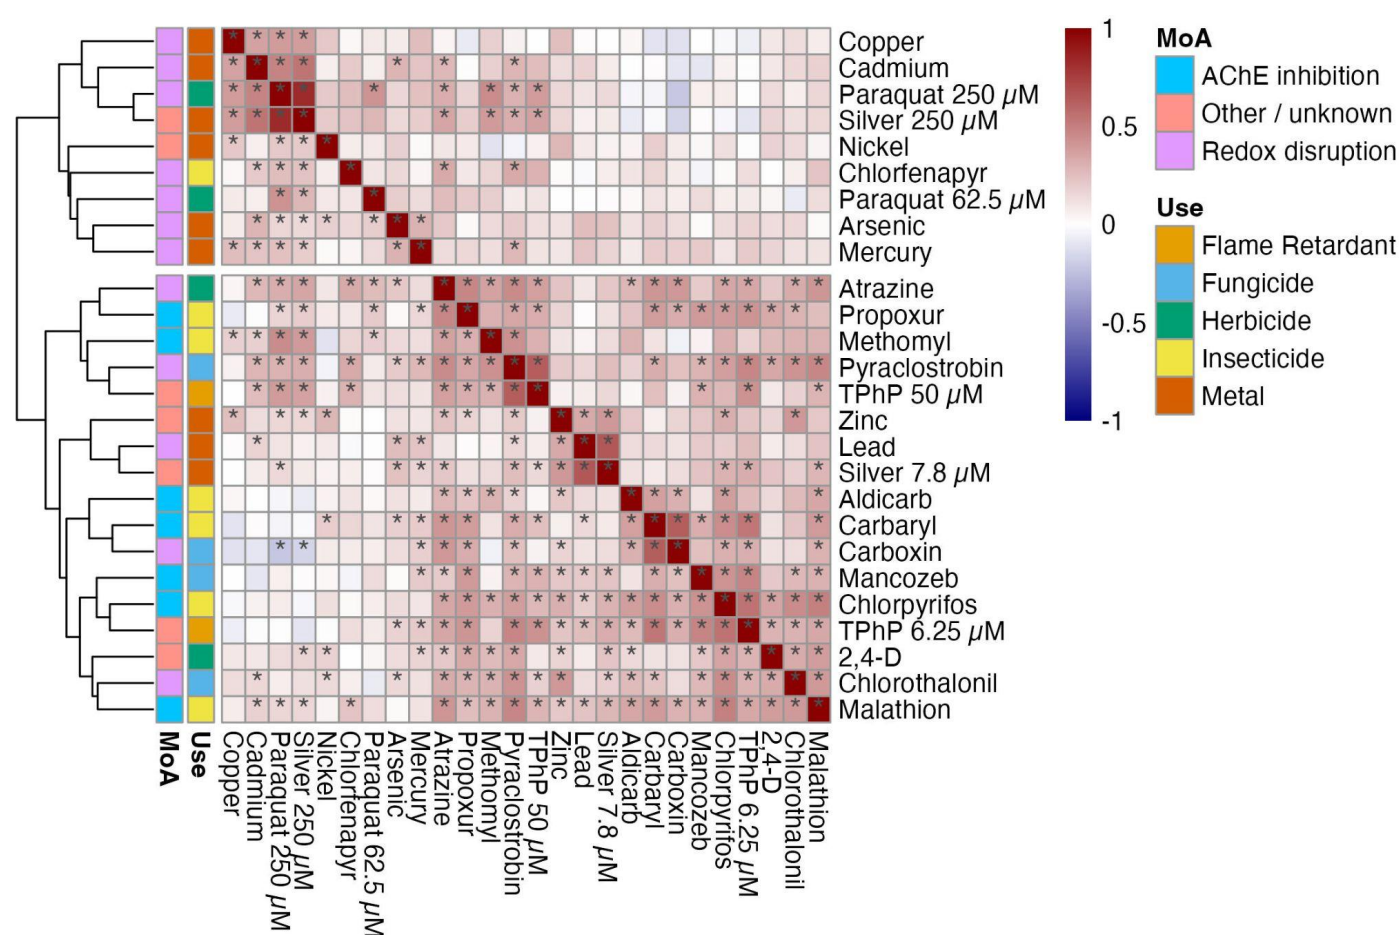 Copper
Cadmium
Paraquat 250 µM
Silver 250 µM
Nickel
Chlorfenapyr
Paraquat 62.5 µM
Arsenic
Mercury
Atrazine
Propoxur
Methomyl
Pyraclostrobin
TPhP 50 µM
Zinc
Lead
Silver 7.8 µM
Aldicarb
Carbaryl
Carboxin
Mancozeb
Chlorpyrifos
TPhP 6.25 µM
2,4-D
Chlorothalonil
Malathion
MoA
Use
Copper
Cadmium
Paraquat 250 µM
Silver 250 µM
Nickel
Chlorfenapyr
Paraquat 62.5 µM
Arsenic
Mercury
Atrazine
Propoxur
Methomyl
Pyraclostrobin
TPhP 50 µM
Zinc
Lead
Silver 7.8 µM
Aldicarb
Carbaryl
Carboxin
Mancozeb
Chlorpyrifos
TPhP 6.25 µM
2,4-D
Chlorothalonil
Malathion
1
0.5
0
-0.5
-1
MoA
AChE inhibition
Other / unknown
Redox disruption
Use
Flame Retardant
Fungicide
Herbicide
Insecticide
Metal